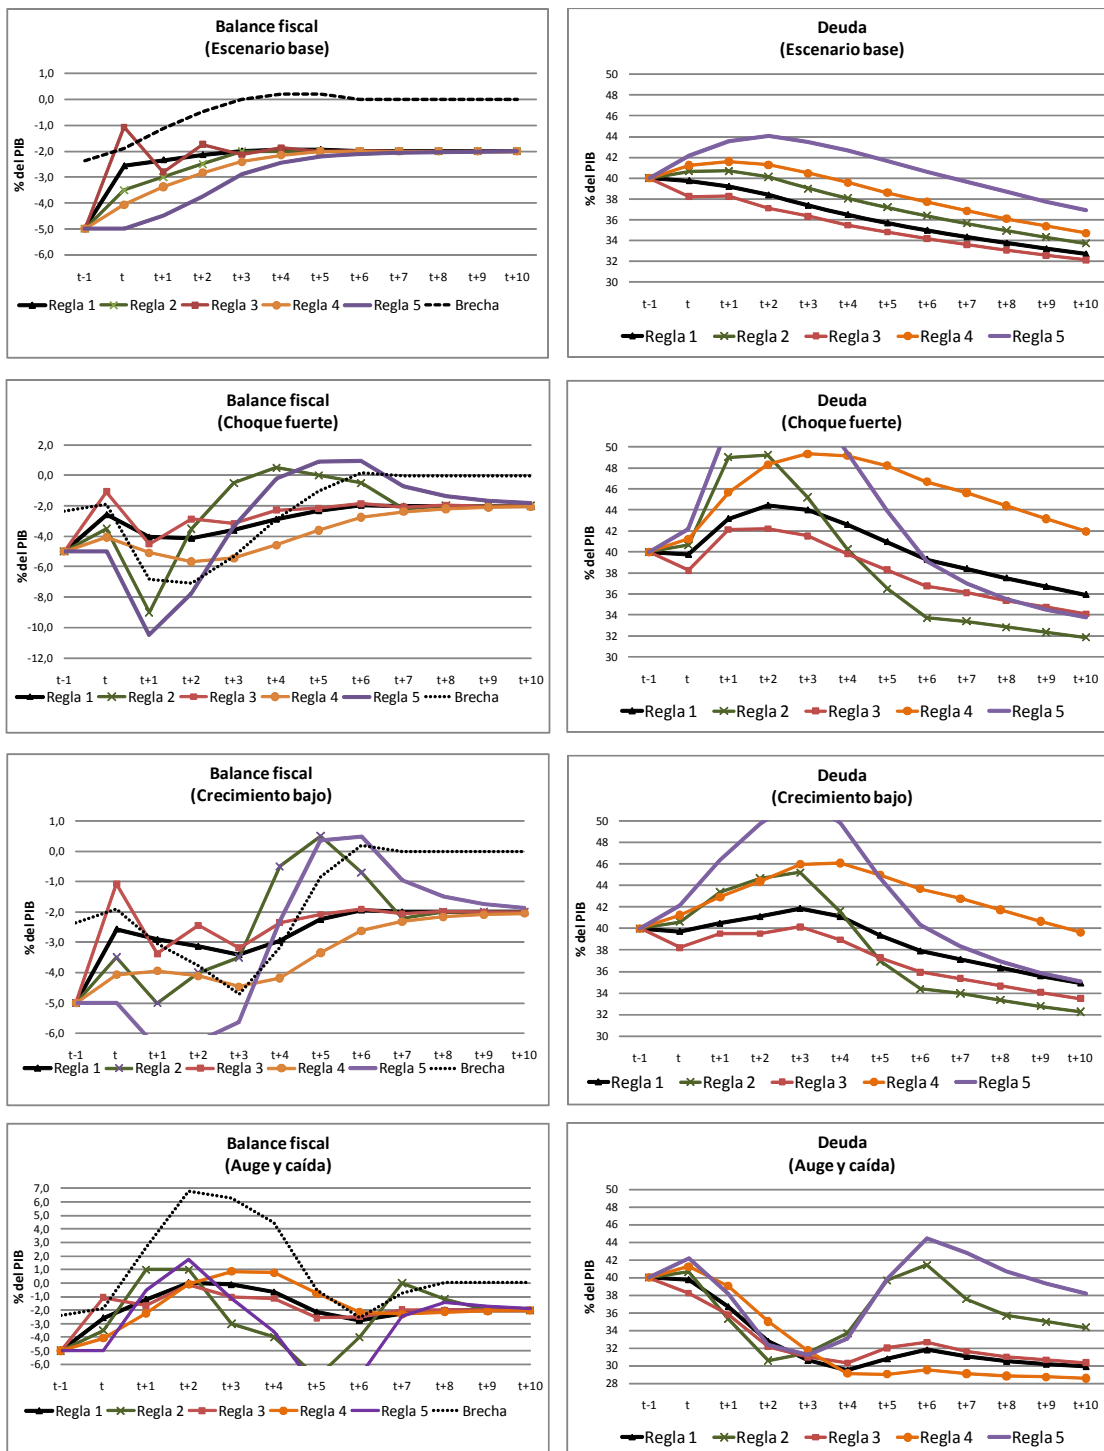 Balance fiscal
(Escenario base)
% del PIB
1,0
0,0
-1,0
-2,0
-3,0
-4,0
-5,0
-6,0
t-1 t t+1 t+2 t+3 t+4 t+5 t+6 t+7 t+8 t+9 t+10
Regla 1 Regla 2 Regla 3 Regla 4 Regla 5 Brecha
Deuda
(Escenario base)
% del PIB
50
48
46
44
42
40
38
36
34
32
30
t-1 t t+1 t+2 t+3 t+4 t+5 t+6 t+7 t+8 t+9 t+10
Regla 1 Regla 2 Regla 3 Regla 4 Regla 5
Balance fiscal
(Choque fuerte)
% del PIB
2,0
0,0
-2,0
-4,0
-6,0
-8,0
-10,0
-12,0
t-1 t t+1 t+2 t+3 t+4 t+5 t+6 t+7 t+8 t+9 t+10
Regla 1 Regla 2 Regla 3 Regla 4 Regla 5 Brecha
Deuda
(Choque fuerte)
% del PIB
50
48
46
44
42
40
38
36
34
32
30
t-1 t t+1 t+2 t+3 t+4 t+5 t+6 t+7 t+8 t+9 t+10
Regla 1 Regla 2 Regla 3 Regla 4 Regla 5
Balance fiscal
(Crecimiento bajo)
% del PIB
1,0
0,0
-1,0
-2,0
-3,0
-4,0
-5,0
-6,0
t-1 t t+1 t+2 t+3 t+4 t+5 t+6 t+7 t+8 t+9 t+10
Regla 1 Regla 2 Regla 3 Regla 4 Regla 5 Brecha
Deuda
(Crecimiento bajo)
% del PIB
50
48
46
44
42
40
38
36
34
32
30
t-1 t t+1 t+2 t+3 t+4 t+5 t+6 t+7 t+8 t+9 t+10
Regla 1 Regla 2 Regla 3 Regla 4 Regla 5
Balance fiscal
(Auge y caída)
% del PIB
7,0
6,0
5,0
4,0
3,0
2,0
1,0
0,0
-1,0
-2,0
-3,0
-4,0
-5,0
-6,0
t-1 t t+1 t+2 t+3 t+4 t+5 t+6 t+7 t+8 t+9 t+10
Regla 1 Regla 2 Regla 3 Regla 4 Regla 5 Brecha
Deuda
(Auge y caída)
% del PIB
50
48
46
44
42
40
38
36
34
32
30
28
t-1 t t+1 t+2 t+3 t+4 t+5 t+6 t+7 t+8 t+9 t+10
Regla 1 Regla 2 Regla 3 Regla 4 Regla 5